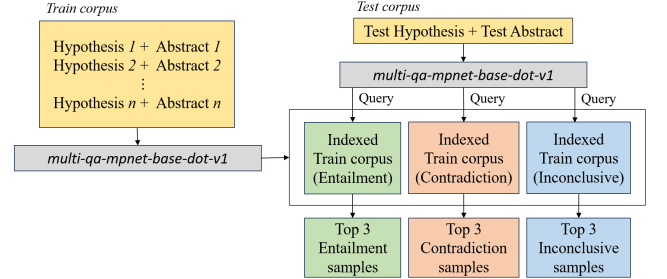 Train corpus
Hypothesis 1 + Abstract 1
Hypothesis 2 + Abstract 2
⋮
Hypothesis n + Abstract n
multi-qa-mpnet-base-dot-v1
Test corpus
Test Hypothesis + Test Abstract
multi-qa-mpnet-base-dot-v1
Query
Query
Query
Indexed
Train corpus
(Entailment)
Indexed
Train corpus
(Contradiction)
Indexed
Train corpus
(Inconclusive)
Top 3
Entailment
samples
Top 3
Contradiction
samples
Top 3
Inconclusive
samples